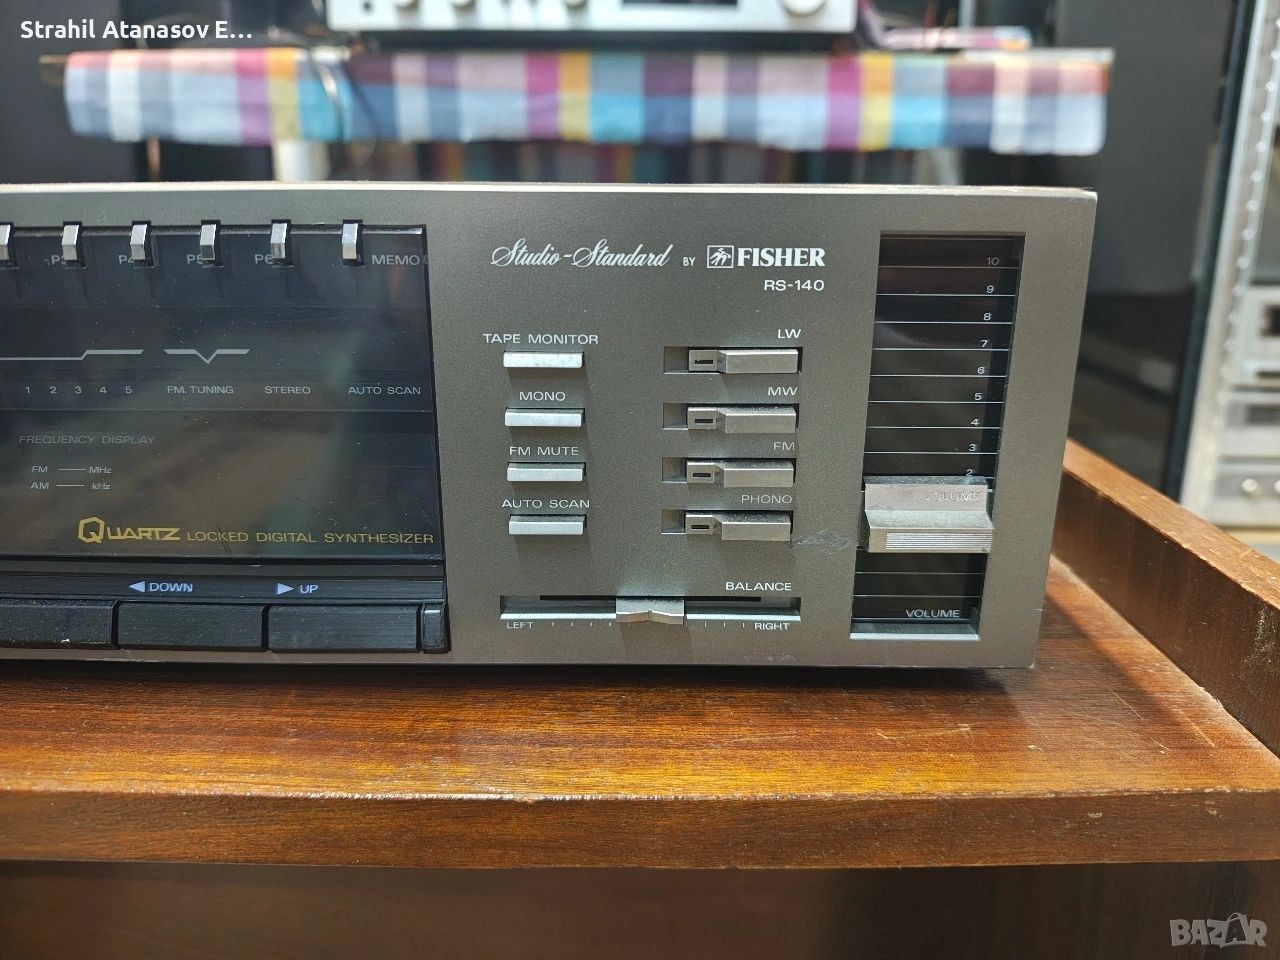 Strahil Atanasov E...
Studio-Standard BY FISHER
RS-140
P4 P5 P6 MEMO
TAPE MONITOR
LW
MONO
MW
FM MUTE
FM
AUTO SCAN
PHONO
1 2 3 4 5 FM. TUNING STEREO AUTO SCAN
FREQUENCY DISPLAY
FM MHz
AM kHz
QUARTZ LOCKED DIGITAL SYNTHESIZER
DOWN UP
BALANCE
LEFT RIGHT
10
9
8
7
6
5
4
3
2
VOLUME
VOLUME
BAZAR